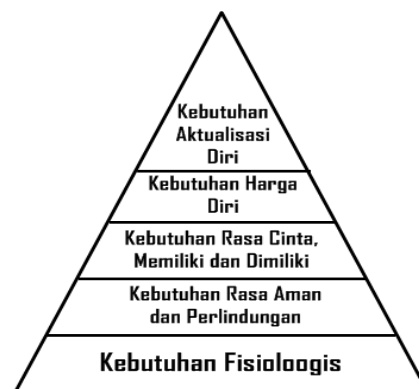 Kebutuhan
Aktualisasi
Diri
Kebutuhan Harga
Diri
Kebutuhan Rasa Cinta,
Memiliki dan Dimiliki
Kebutuhan Rasa Aman
dan Perlindungan
Kebutuhan Fisioloogis